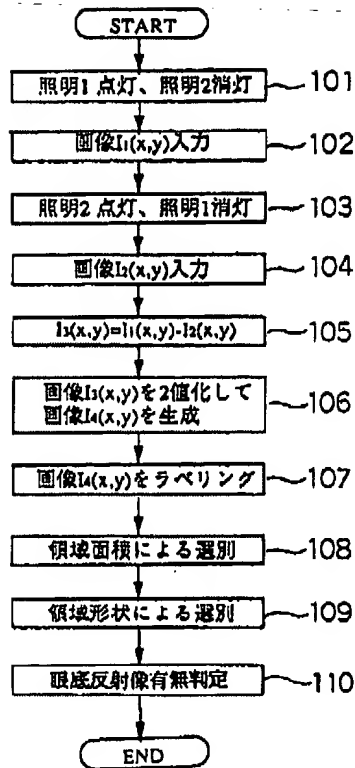 START
照明1 点灯、照明2消灯
101
画像I₁(x,y)入力
102
照明2 点灯、照明1消灯
103
画像I₂(x,y)入力
104
I₃(x,y)=I₁(x,y)-I₂(x,y)
105
画像I₃(x,y)を2値化して
画像I₄(x,y)を生成
106
画像I₄(x,y)をラベリング
107
領域面積による選別
108
領域形状による選別
109
眼底反射像有無判定
110
END